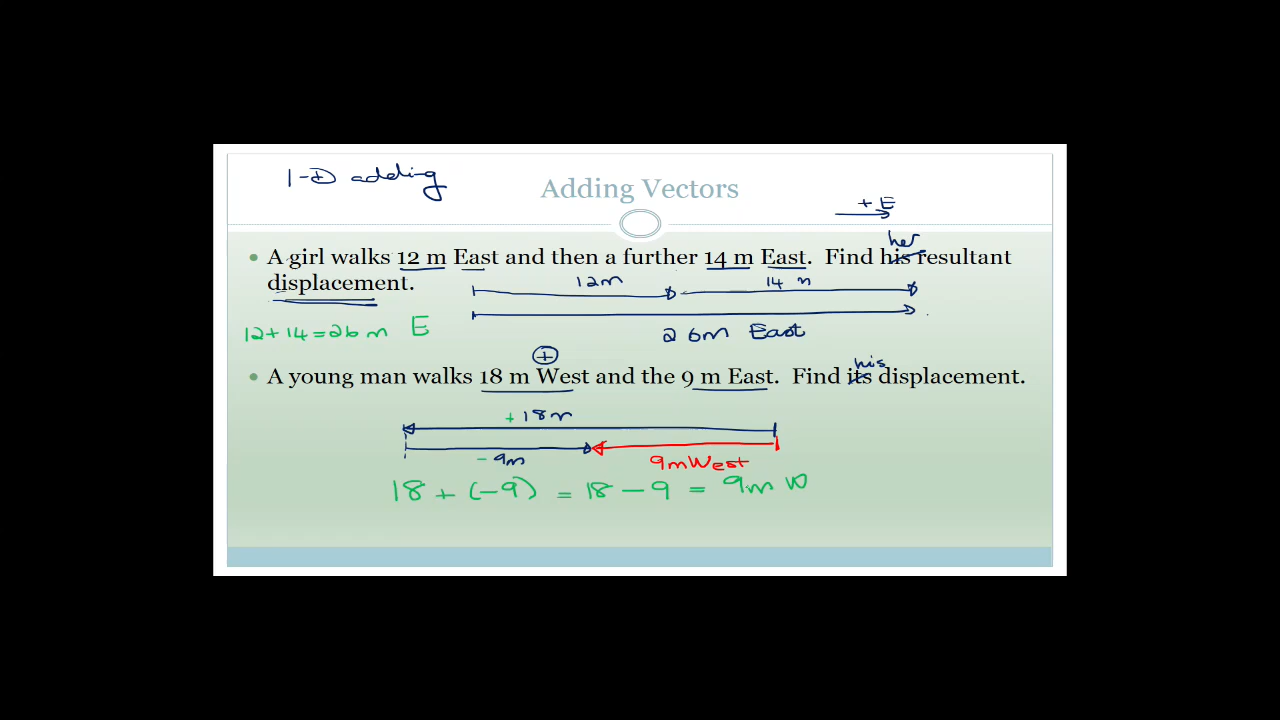 1-D adding
Adding Vectors
+ E
her
• A girl walks 12 m East and then a further 14 m East. Find his resultant
displacement.
12m 14 m
12+14=26 m E
26m East
+
his
• A young man walks 18 m West and the 9 m East. Find its displacement.
+18m
-9m 9mWest
18 + (-9) = 18 - 9 = 9m W